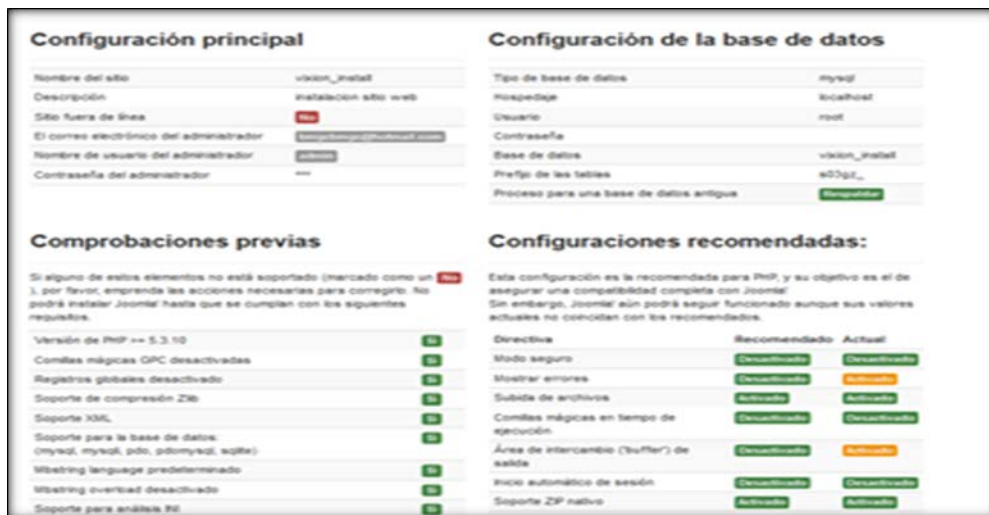 Configuración principal
Nombre del sitio vixion_install
Descripción instalacion sitio web
Sitio fuera de línea No
El correo electrónico del administrador
Nombre de usuario del administrador admin
Contraseña del administrador ***
Configuración de la base de datos
Tipo de base de datos mysql
Hospedaje localhost
Usuario root
Contraseña
Base de datos vixion_install
Prefijo de las tablas
Proceso para una base de datos antigua Respaldar
Comprobaciones previas
Si alguno de estos elementos no está soportado (marcado como un No
), por favor, emprenda las acciones necesarias para corregirlo. No
podrá instalar Joomla! hasta que se cumplan con los siguientes
requisitos.
Versión de PHP >= 5.3.10 Sí
Comillas mágicas GPC desactivadas Sí
Registros globales desactivado Sí
Soporte de compresión Zlib Sí
Soporte XML Sí
Soporte para la base de datos: Sí
(mysql, mysqli, pdo, pdomysql, sqlite)
Mbstring language predeterminado Sí
Mbstring overload desactivado Sí
Soporte para análisis INI Sí
Configuraciones recomendadas:
Esta configuración es la recomendada para PHP, y su objetivo es el de
asegurar una compatibilidad completa con Joomla!
Sin embargo, Joomla! aún podrá seguir funcionado aunque sus valores
actuales no coincidan con los recomendados.
Directiva Recomendado Actual
Modo seguro Desactivado Desactivado
Mostrar errores Desactivado Activado
Subida de archivos Activado Activado
Comillas mágicas en tiempo de Desactivado Desactivado
ejecución
Área de intercambio ('buffer') de Desactivado Activado
salida
Inicio automático de sesión Desactivado Desactivado
Soporte ZIP nativo Activado Activado